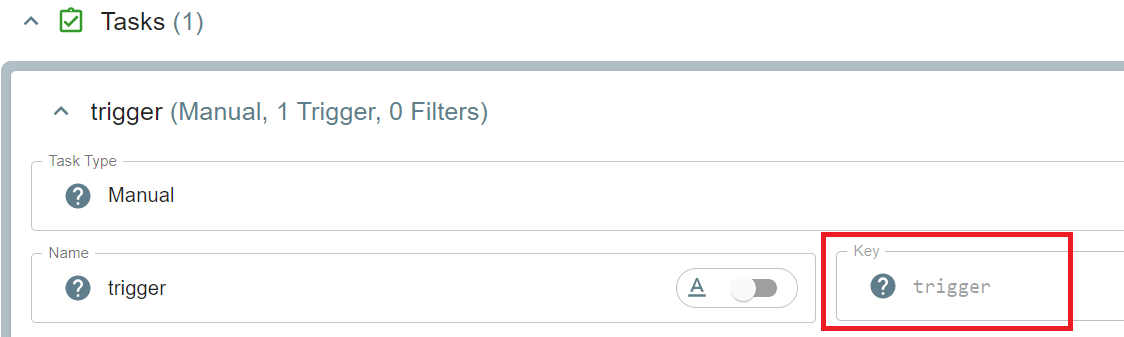 Tasks (1)
trigger (Manual, 1 Trigger, 0 Filters)
Task Type
Manual
Name
Key
trigger
A
trigger